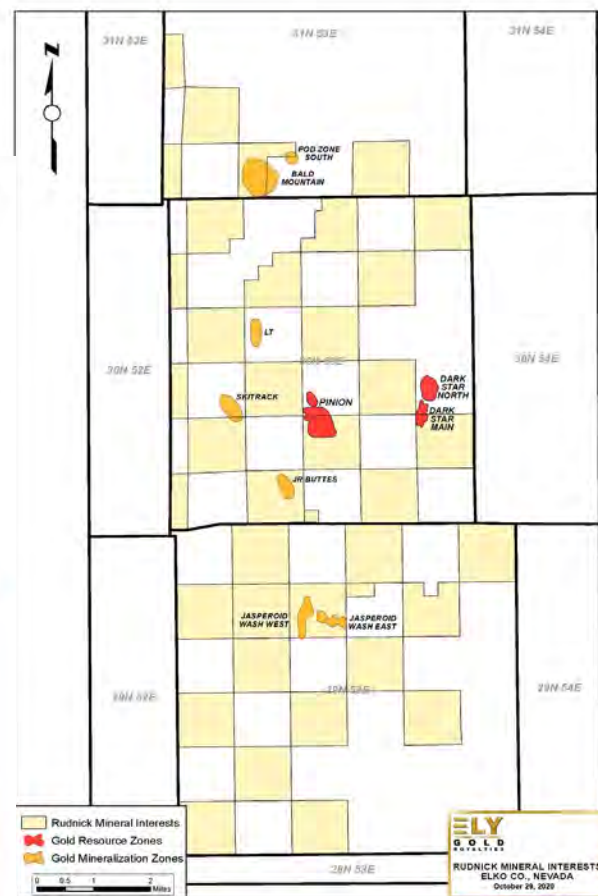 31N 52E
31N 53E
31N 54E
N
POD ZONE
SOUTH
BALD
MOUNTAIN
LT
30N 52E
30N 54E
SKITRACK
PINION
DARK
STAR
NORTH
DARK
STAR
MAIN
JR BUTTES
JASPEROID
WASH WEST
JASPEROID
WASH EAST
29N 52E
29N 53E
29N 54E
28N 53E
Rudnick Mineral Interests
Gold Resource Zones
Gold Mineralization Zones
0 0.5 1 2
Miles
ELY
GOLD
ROYALTIES
RUDNICK MINERAL INTERESTS
ELKO CO., NEVADA
October 29, 2020